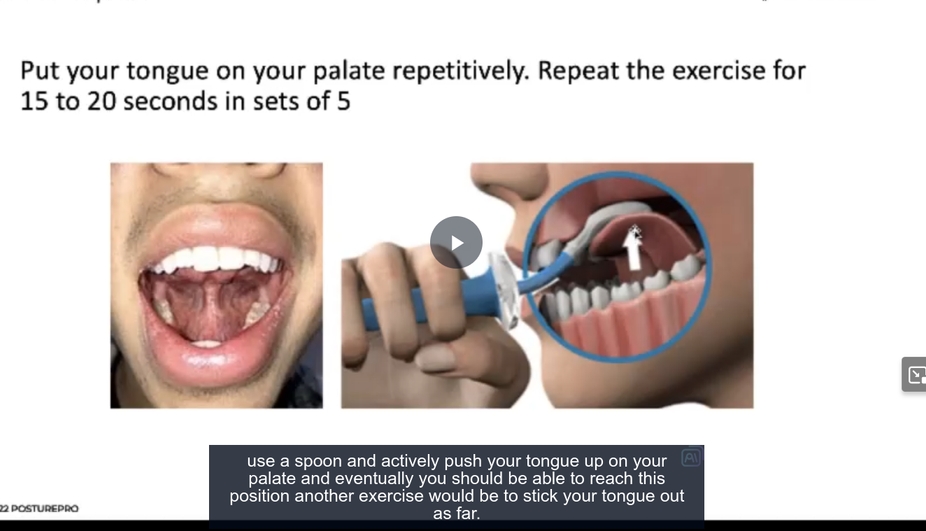 Put your tongue on your palate repetitively. Repeat the exercise for
15 to 20 seconds in sets of 5
use a spoon and actively push your tongue up on your
palate and eventually you should be able to reach this
position another exercise would be to stick your tongue out
as far.
22 POSTUREPRO